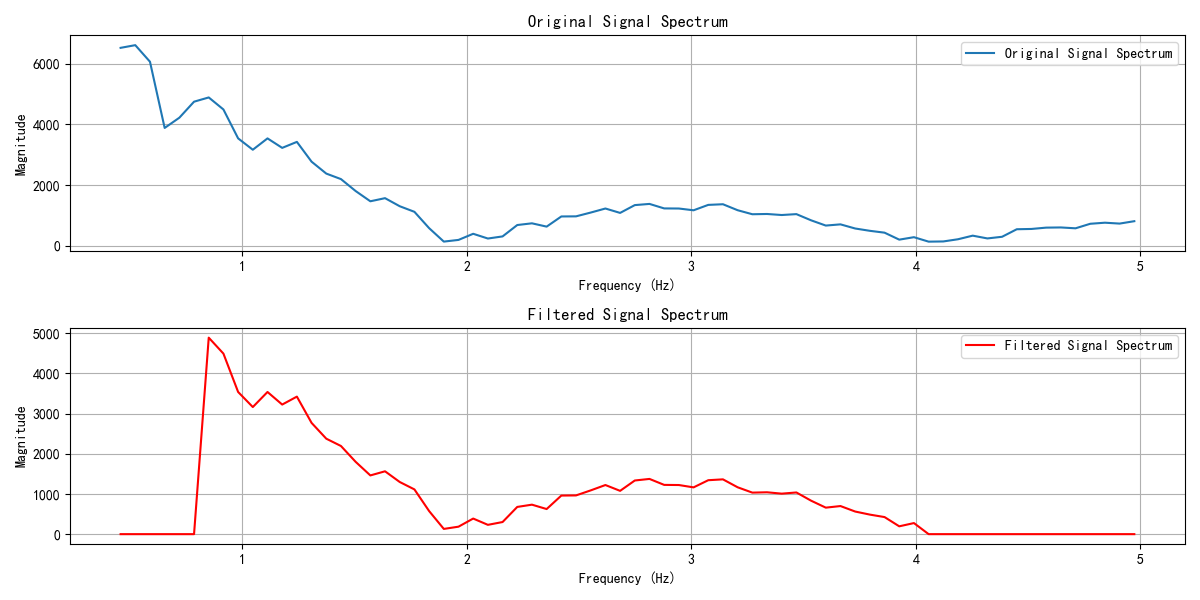 Original Signal Spectrum
Original Signal Spectrum
Magnitude
6000
4000
2000
0
1 2 3 4 5
Frequency (Hz)
Filtered Signal Spectrum
Filtered Signal Spectrum
Magnitude
5000
4000
3000
2000
1000
0
1 2 3 4 5
Frequency (Hz)